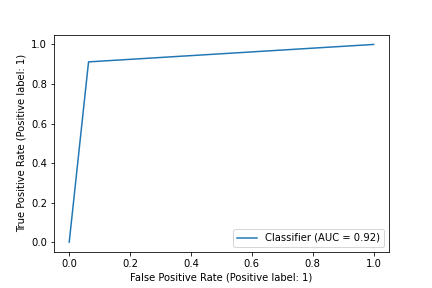 1.0
0.8
0.6
0.4
0.2
0.0
True Positive Rate (Positive label: 1)
Classifier (AUC = 0.92)
0.0 0.2 0.4 0.6 0.8 1.0
False Positive Rate (Positive label: 1)